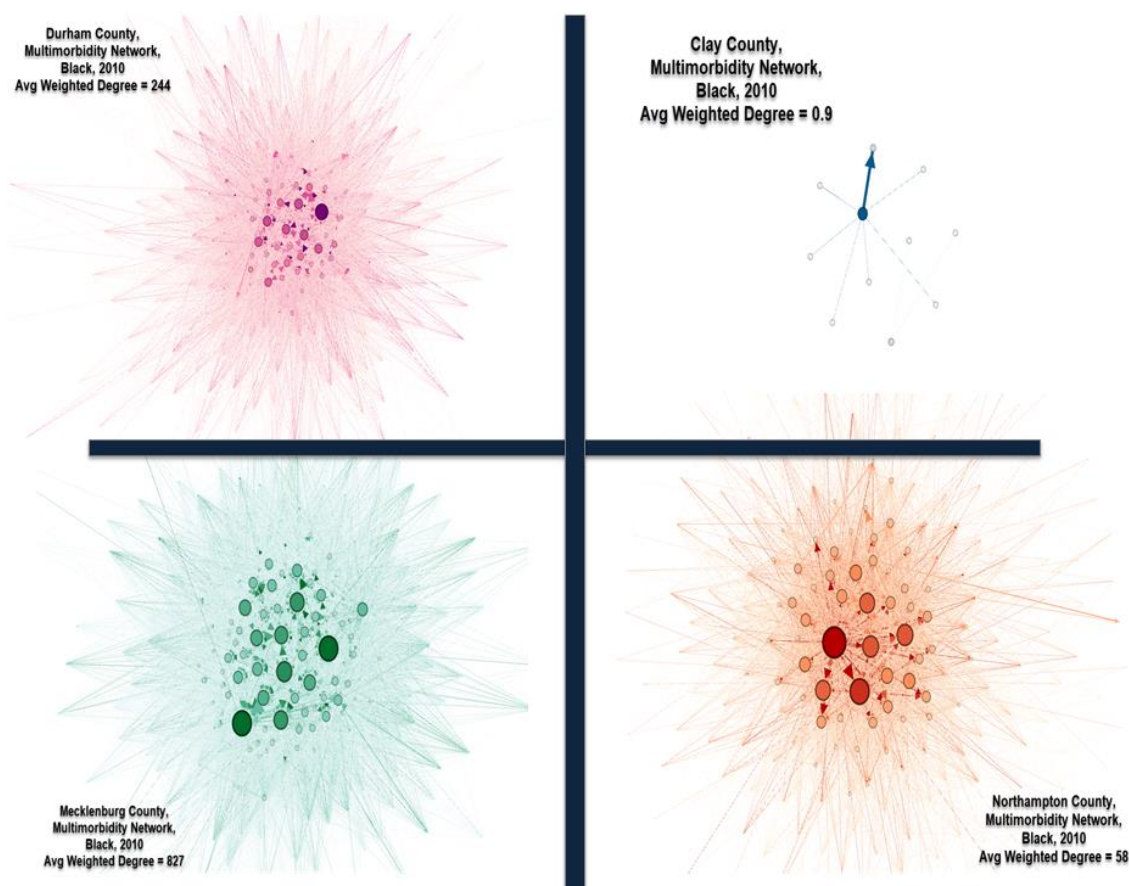 Durham County,
Multimorbidity Network,
Black, 2010
Avg Weighted Degree = 244
Clay County,
Multimorbidity Network,
Black, 2010
Avg Weighted Degree = 0.9
Mecklenburg County,
Multimorbidity Network,
Black, 2010
Avg Weighted Degree = 827
Northampton County,
Multimorbidity Network,
Black, 2010
Avg Weighted Degree = 58